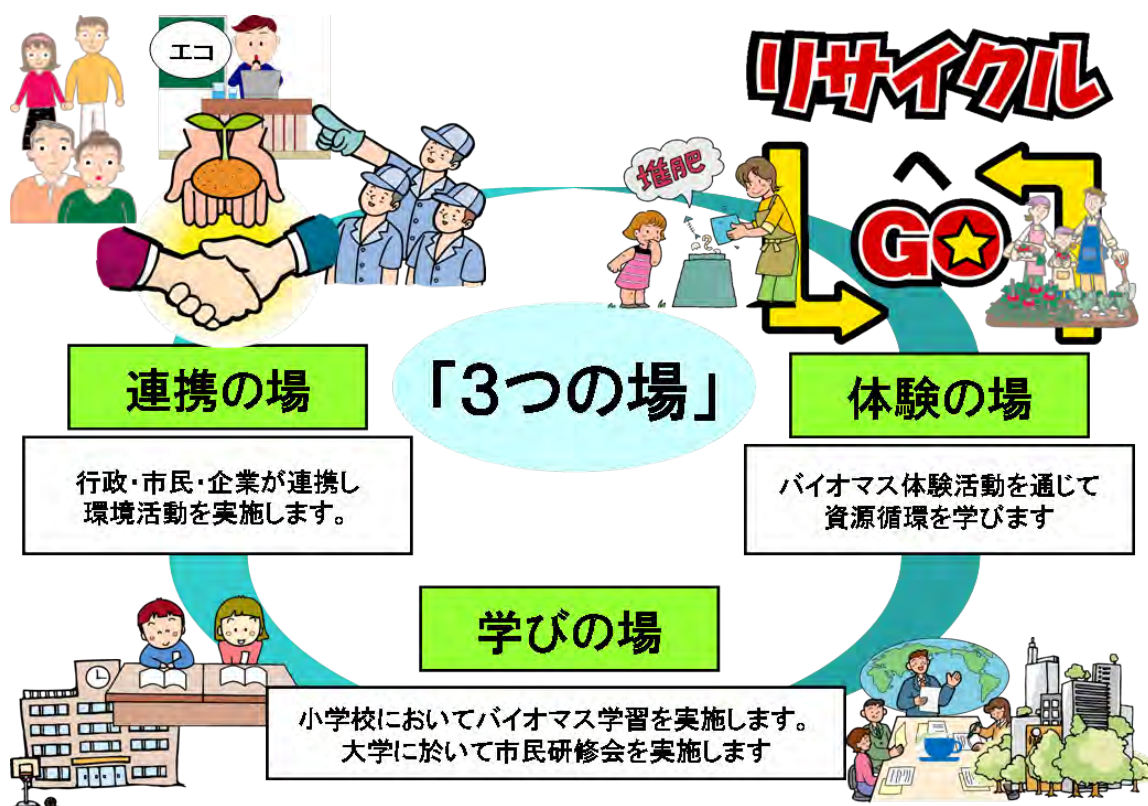 エコ
リサイクル
へ
GO
堆肥
「3つの場」
連携の場
行政・市民・企業が連携し
環境活動を実施します。
体験の場
バイオマス体験活動を通じて
資源循環を学びます
学びの場
小学校においてバイオマス学習を実施します。
大学に於いて市民研修会を実施します